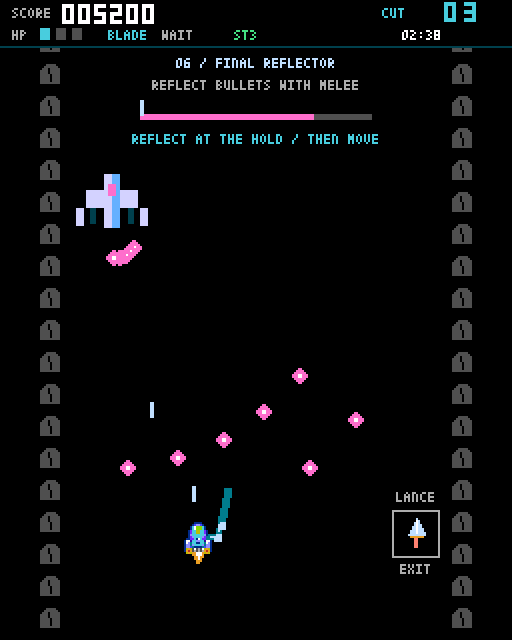 SCORE 005200 CUT 03
HP BLADE WAIT ST3 02:38
06 / FINAL REFLECTOR
REFLECT BULLETS WITH MELEE
REFLECT AT THE HOLD / THEN MOVE
LANCE
EXIT